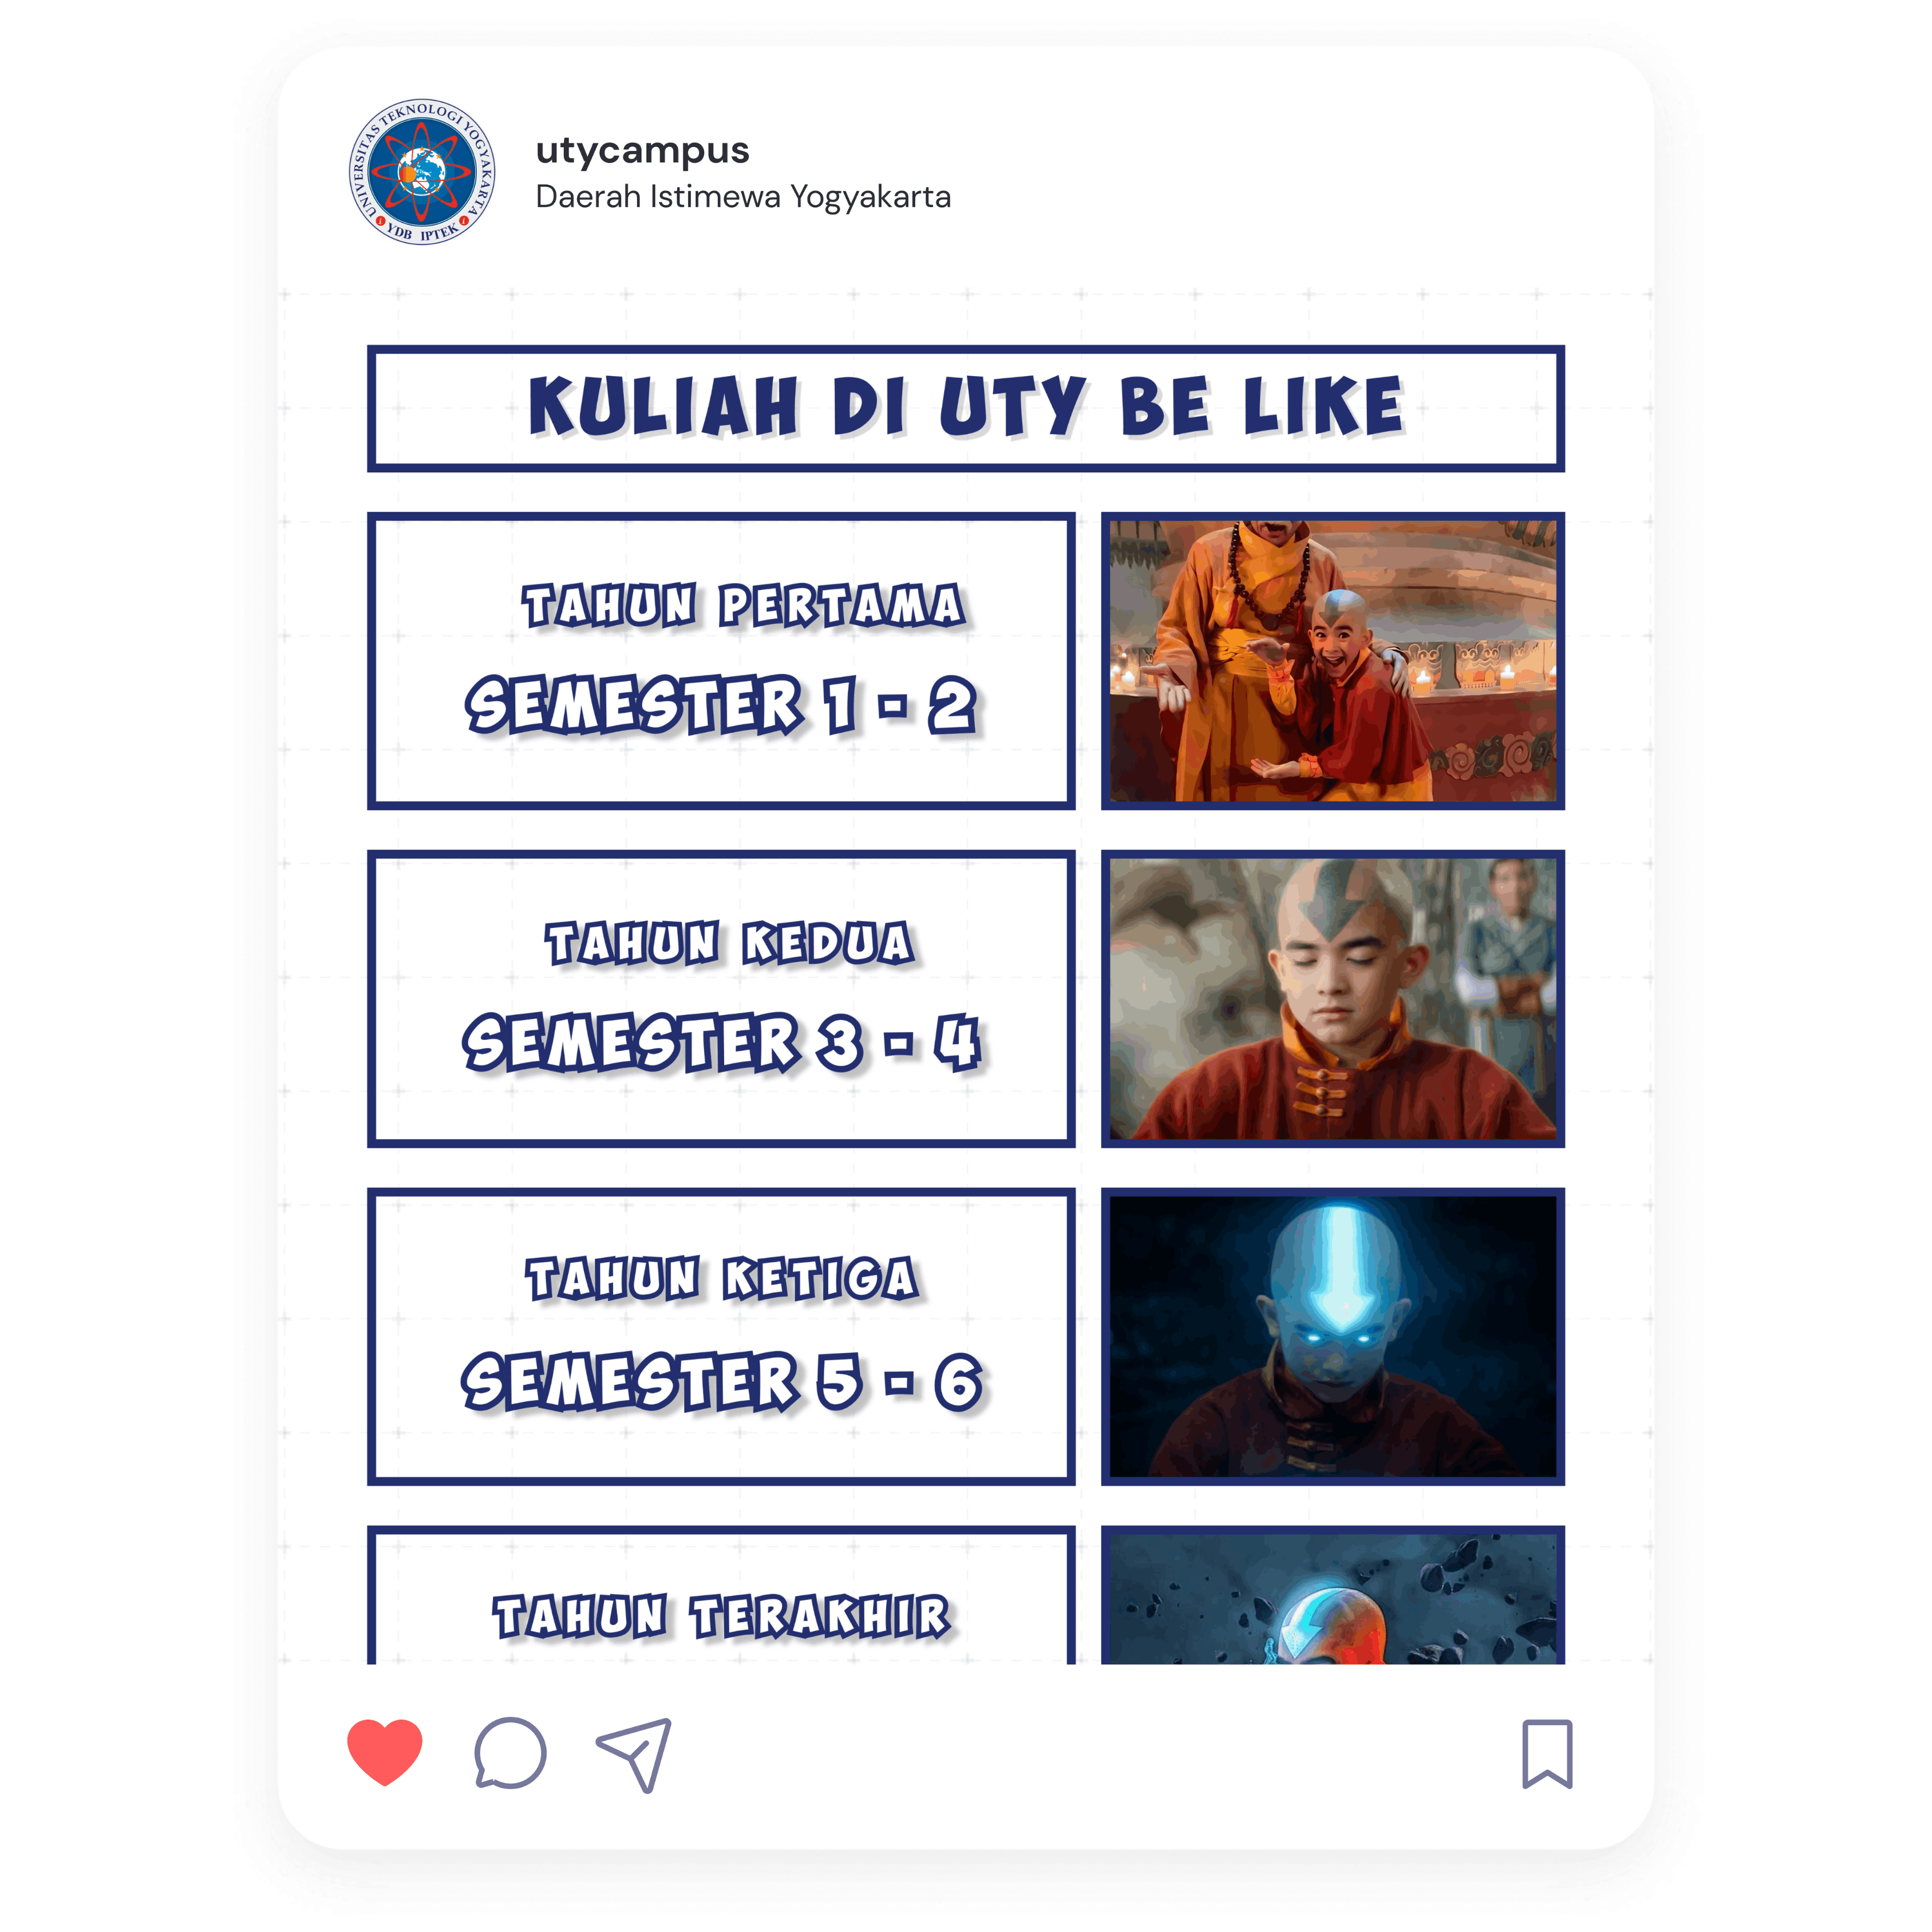 UNIVERSITAS TEKNOLOGI YOGYAKARTA
YDB IPTEK
utycampus
Daerah Istimewa Yogyakarta
KULIAH DI UTY BE LIKE
TAHUN PERTAMA
SEMESTER 1 - 2
TAHUN KEDUA
SEMESTER 3 - 4
TAHUN KETIGA
SEMESTER 5 - 6
TAHUN TERAKHIR